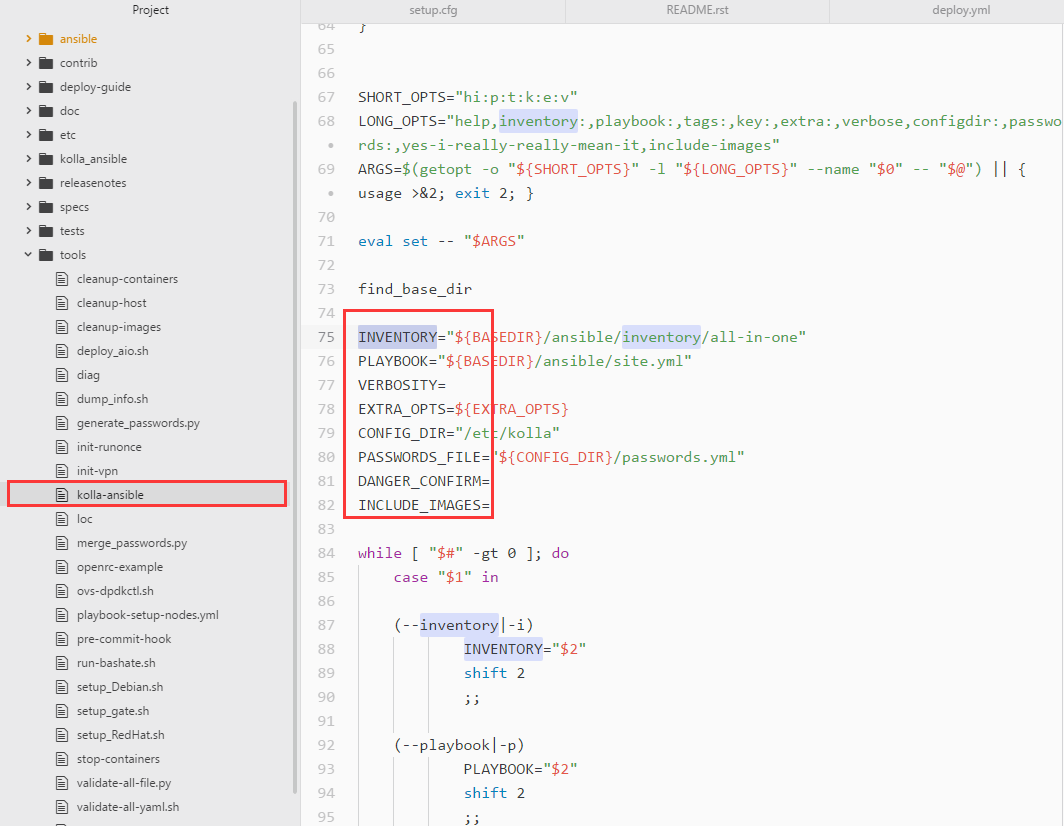 Project
setup.cfg
README.rst
deploy.yml
ansible
contrib
deploy-guide
doc
etc
kolla_ansible
releasenotes
specs
tests
tools
cleanup-containers
cleanup-host
cleanup-images
deploy_aio.sh
diag
dump_info.sh
generate_passwords.py
init-runonce
init-vpn
kolla-ansible
loc
merge_passwords.py
openrc-example
ovs-dpdkctl.sh
playbook-setup-nodes.yml
pre-commit-hook
run-bashate.sh
setup_Debian.sh
setup_gate.sh
setup_RedHat.sh
stop-containers
validate-all-file.py
validate-all-yaml.sh
64 }
65
66
67 SHORT_OPTS="hi:p:t:k:e:v"
68 LONG_OPTS="help,inventory:,playbook:,tags:,key:,extra:,verbose,configdir:,passwo
• rds:,yes-i-really-really-mean-it,include-images"
69 ARGS=$(getopt -o "${SHORT_OPTS}" -l "${LONG_OPTS}" --name "$0" -- "$@") || {
• usage >&2; exit 2; }
70
71 eval set -- "$ARGS"
72
73 find_base_dir
74
75 INVENTORY="${BASEDIR}/ansible/inventory/all-in-one"
76 PLAYBOOK="${BASEDIR}/ansible/site.yml"
77 VERBOSITY=
78 EXTRA_OPTS=${EXTRA_OPTS}
79 CONFIG_DIR="/etc/kolla"
80 PASSWORDS_FILE="${CONFIG_DIR}/passwords.yml"
81 DANGER_CONFIRM=
82 INCLUDE_IMAGES=
83
84 while [ "$#" -gt 0 ]; do
85 case "$1" in
86
87 (--inventory|-i)
88 INVENTORY="$2"
89 shift 2
90 ;;
91
92 (--playbook|-p)
93 PLAYBOOK="$2"
94 shift 2
95 ;;